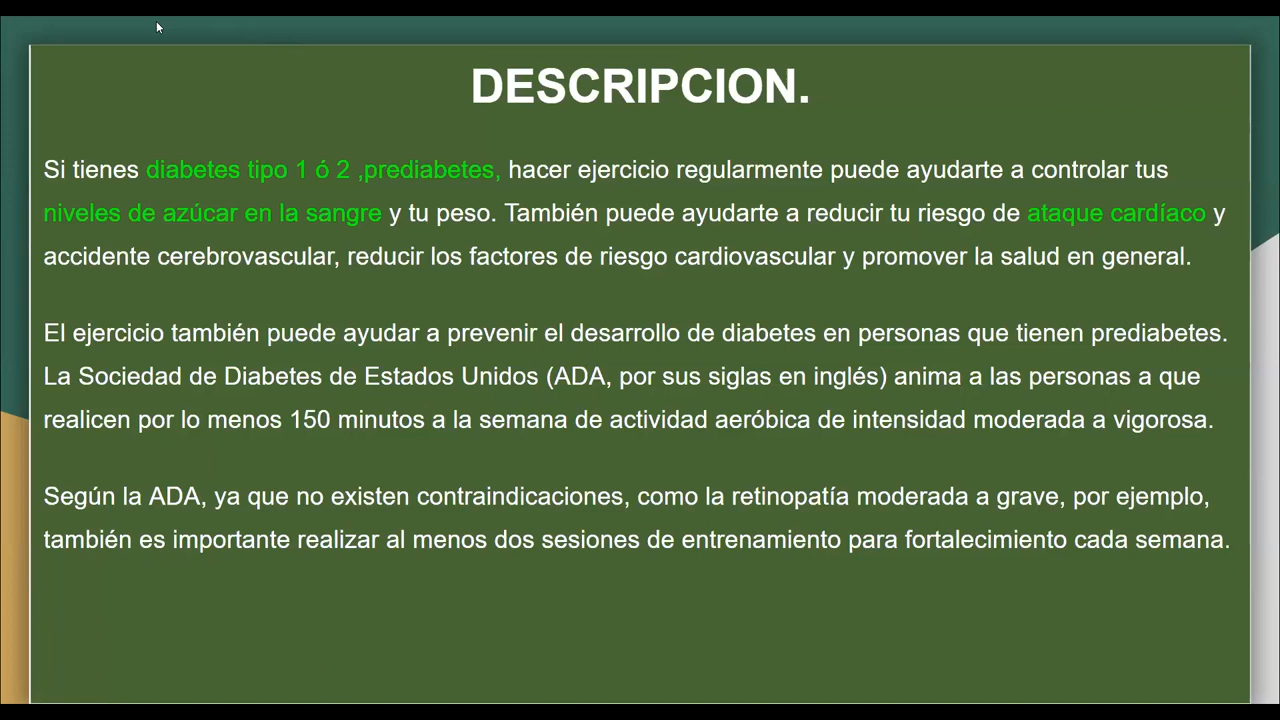 DESCRIPCION.
Si tienes diabetes tipo 1 ó 2 ,prediabetes, hacer ejercicio regularmente puede ayudarte a controlar tus
niveles de azúcar en la sangre y tu peso. También puede ayudarte a reducir tu riesgo de ataque cardíaco y
accidente cerebrovascular, reducir los factores de riesgo cardiovascular y promover la salud en general.
El ejercicio también puede ayudar a prevenir el desarrollo de diabetes en personas que tienen prediabetes.
La Sociedad de Diabetes de Estados Unidos (ADA, por sus siglas en inglés) anima a las personas a que
realicen por lo menos 150 minutos a la semana de actividad aeróbica de intensidad moderada a vigorosa.
Según la ADA, ya que no existen contraindicaciones, como la retinopatía moderada a grave, por ejemplo,
también es importante realizar al menos dos sesiones de entrenamiento para fortalecimiento cada semana.